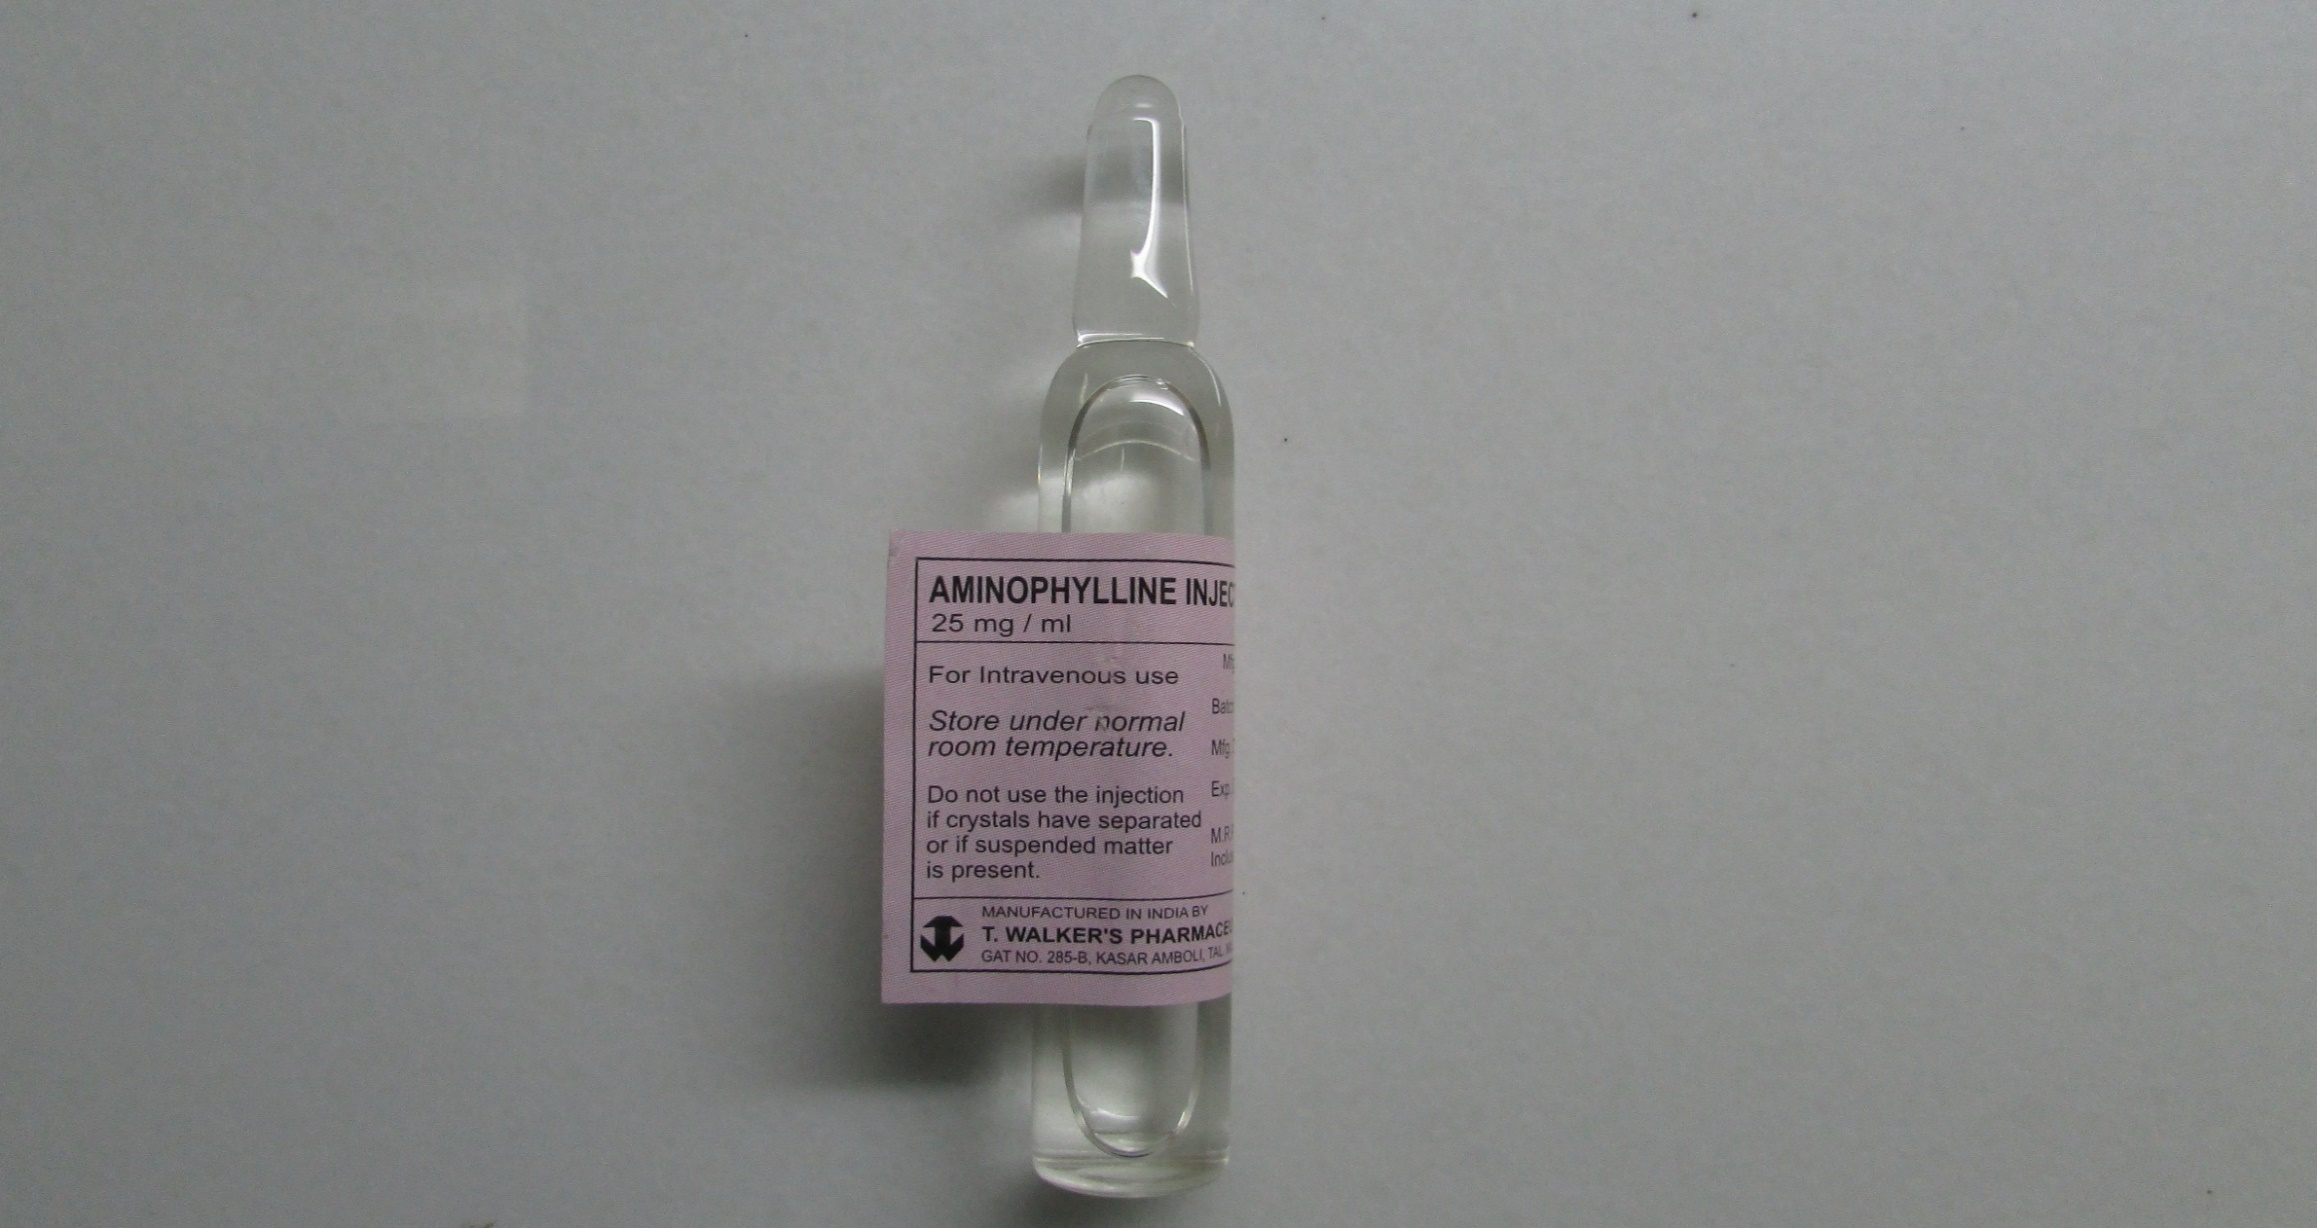 AMINOPHYLLINE
25 mg / ml
For Intravenous use
Store under normal
room temperature.
Do not use the injection
if crystals have separated
or if suspended matter
is present.
MANUFACTURED IN INDIA BY
T. WALKER'S
GAT NO. 285-B, KASAR AMBOLI, TAL.